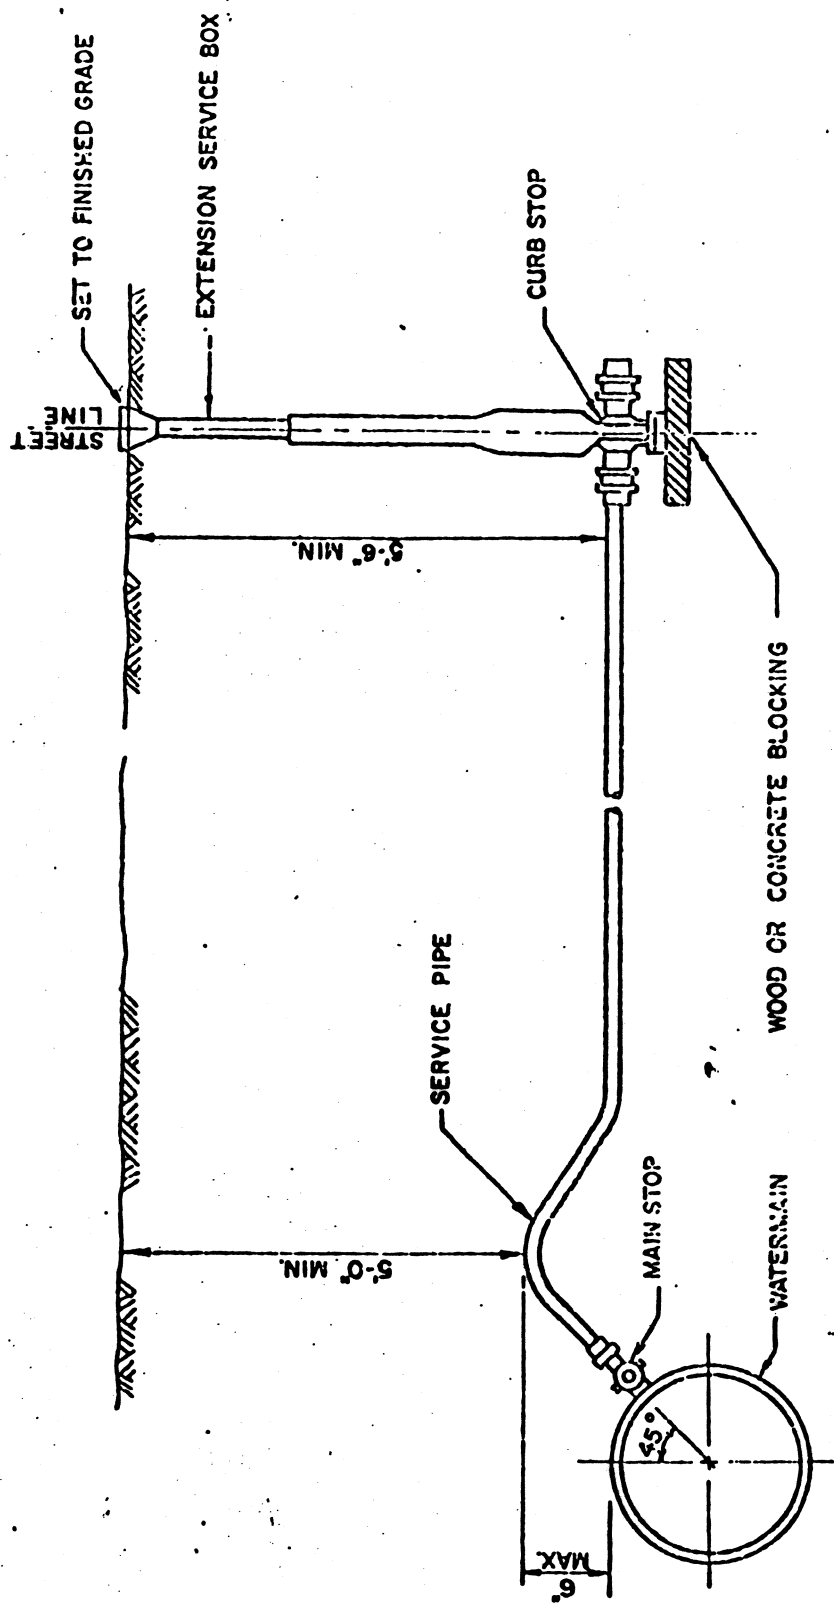 SET TO FINISHED GRADE
STREET
LINE
EXTENSION SERVICE BOX
CURB STOP
5'-6" MIN.
WOOD OR CONCRETE BLOCKING
SERVICE PIPE
5'-0" MIN.
MAIN STOP
WATERMAIN
45°
6"
MAX.